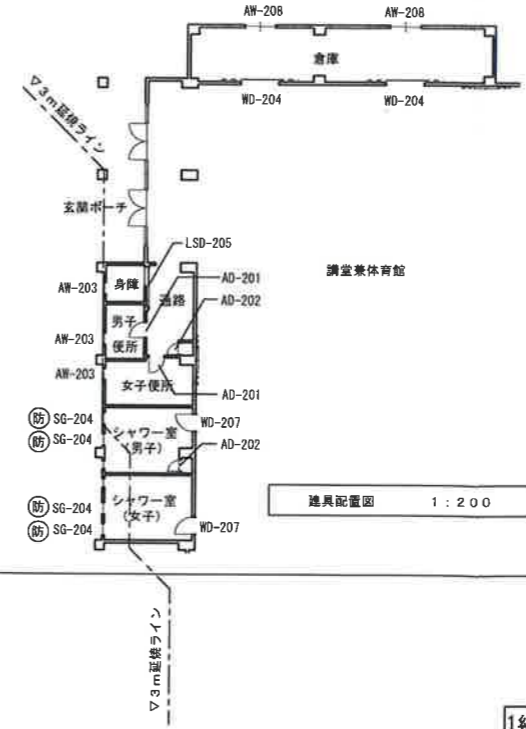 AW-208
AW-208
倉庫
WD-204
WD-204
▽3m延焼ライン
玄関ポーチ
LSD-205
講堂兼体育館
AW-203
身障
通路
AD-201
AD-202
男子
便所
AW-203
AW-203
女子便所
AD-201
防 SG-204
防 SG-204
シャワー室
(男子)
WD-207
AD-202
建具配置図 1:200
防 SG-204
防 SG-204
シャワー室
(女子)
WD-207
▽3m延焼ライン